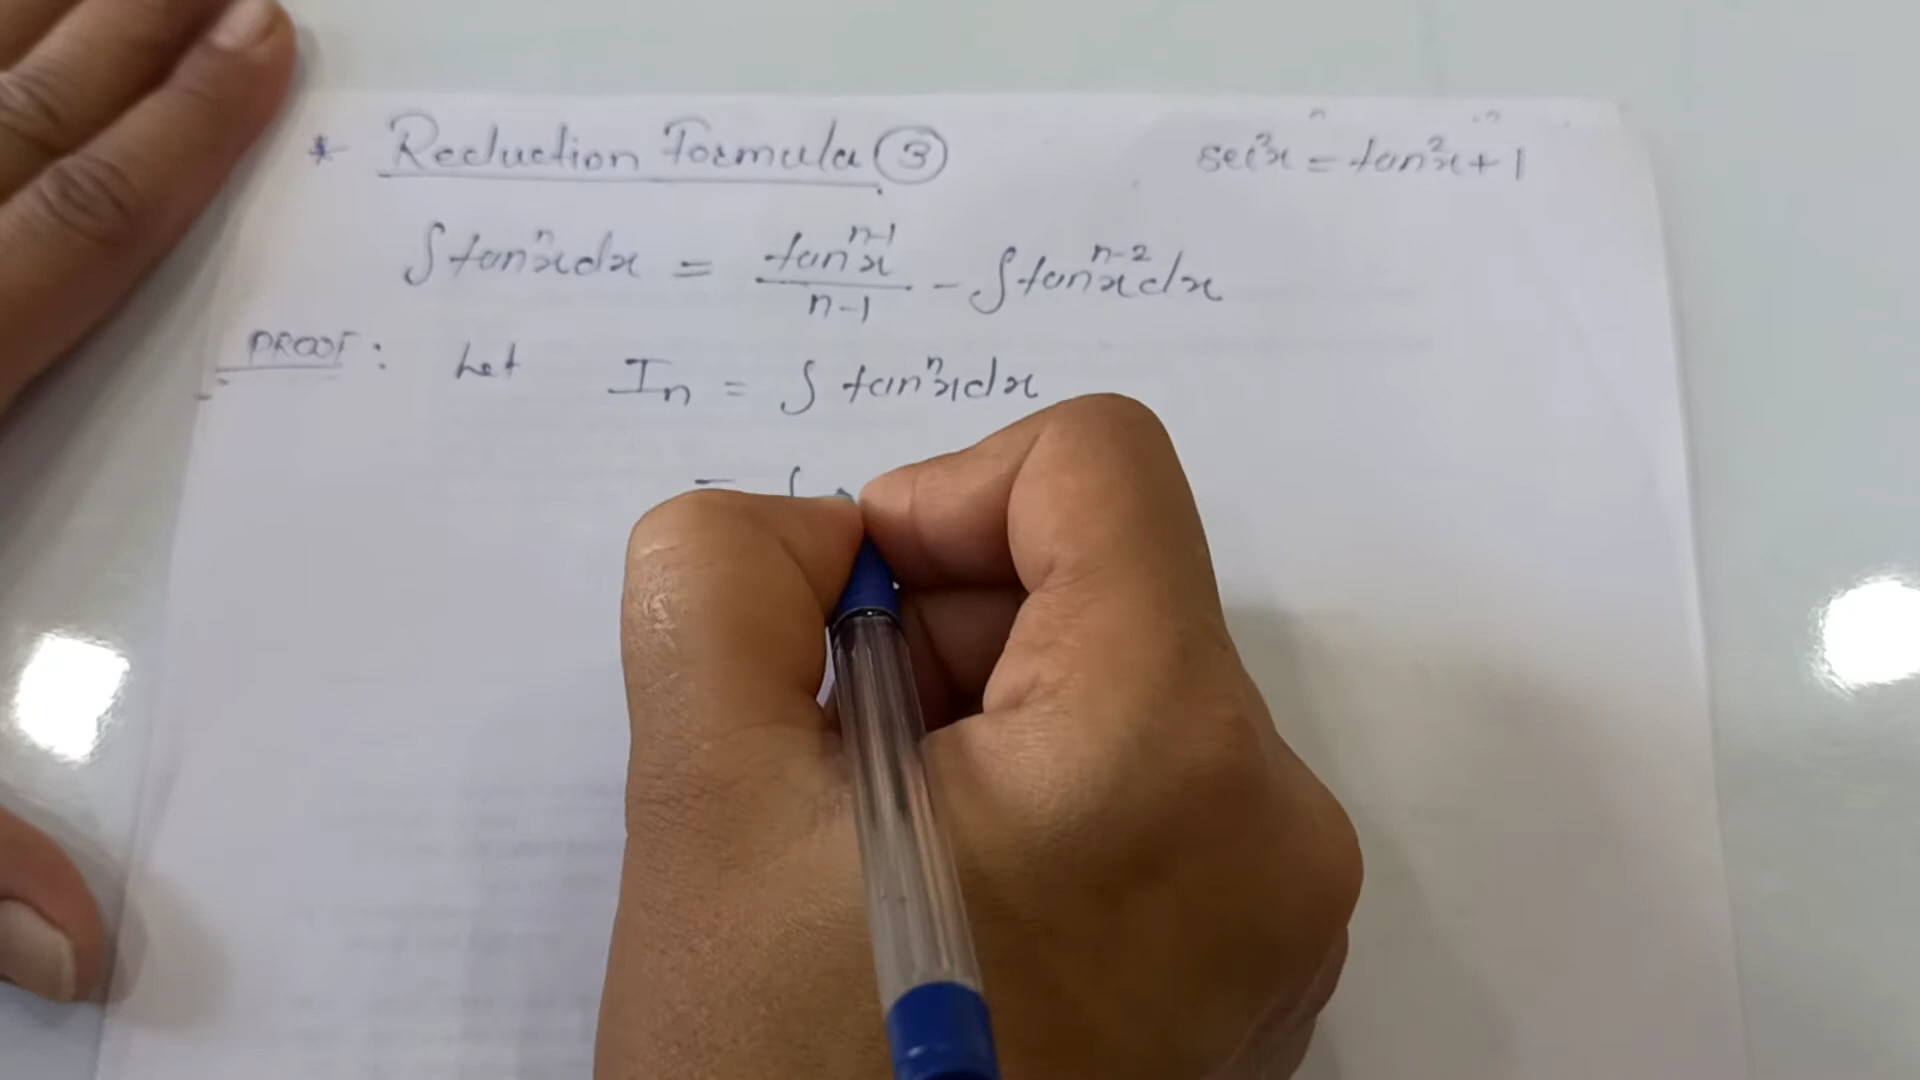 * Reduction Formula ③
sec²x = tan²x + 1
∫tanⁿx dx = tanⁿ⁻¹x / n-1 - ∫tanⁿ⁻²x dx
PROOF : Let Iₙ = ∫ tanⁿx dx
= ∫